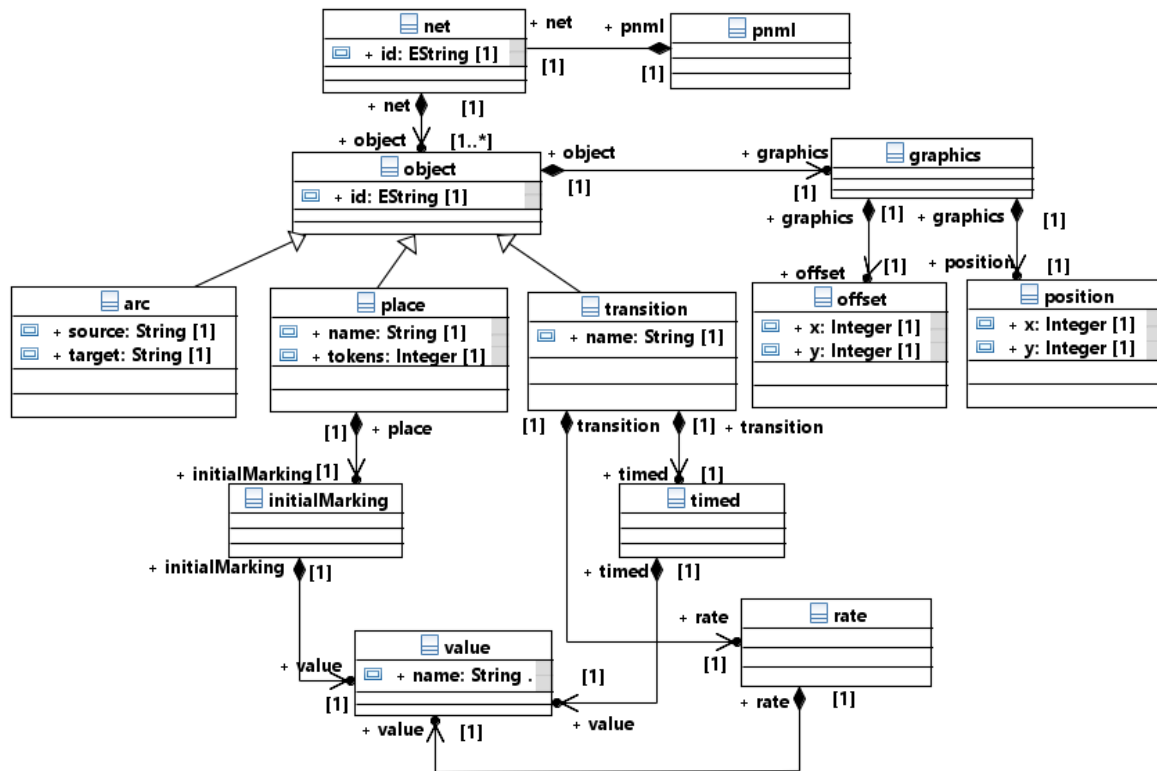 net
+ id: EString [1]
+ net
+ pnml
pnml
[1]
[1]
+ net
[1]
+ object
[1..*]
object
+ id: EString [1]
+ object
[1]
+ graphics
[1]
graphics
+ graphics
[1]
+ graphics
[1]
+ offset
[1]
+ position
[1]
arc
+ source: String [1]
+ target: String [1]
place
+ name: String [1]
+ tokens: Integer [1]
transition
+ name: String [1]
offset
+ x: Integer [1]
+ y: Integer [1]
position
+ x: Integer [1]
+ y: Integer [1]
[1]
+ place
[1]
transition
[1]
+ transition
+ initialMarking
[1]
+ timed
[1]
initialMarking
timed
+ initialMarking
[1]
+ timed
[1]
+ rate
[1]
rate
value
+ name: String .
+ value
[1]
[1]
+ value
+ rate
[1]
+ value
[1]